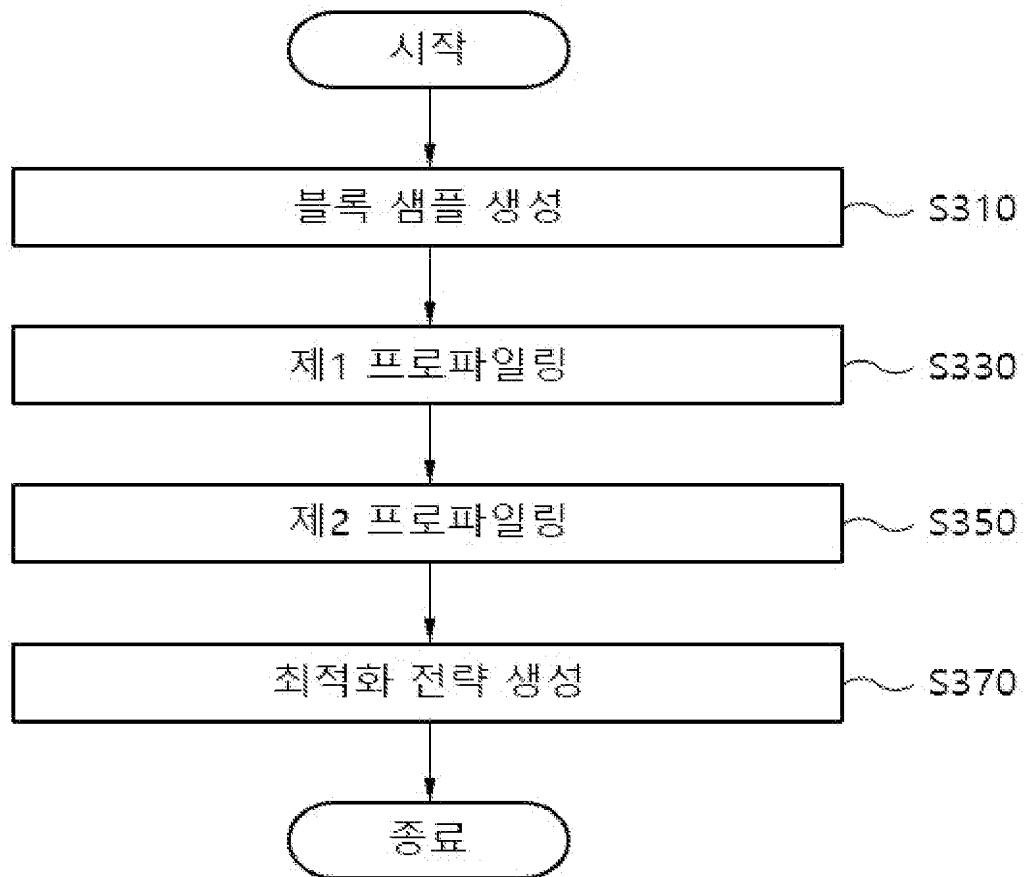 시작
블록 샘플 생성 S310
제1 프로파일링 S330
제2 프로파일링 S350
최적화 전략 생성 S370
종료